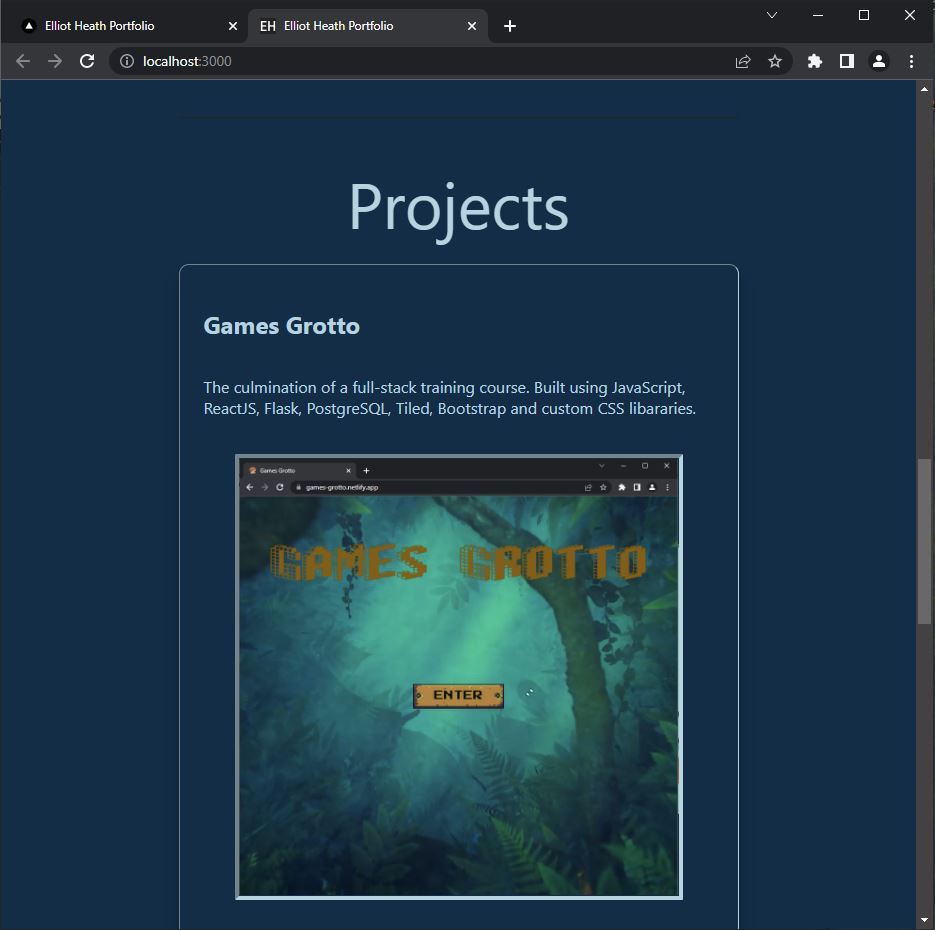 Elliot Heath Portfolio
EH Elliot Heath Portfolio
localhost:3000
Projects
Games Grotto
The culmination of a full-stack training course. Built using JavaScript,
ReactJS, Flask, PostgreSQL, Tiled, Bootstrap and custom CSS libararies.
Games Grotto
games-grotto.netlify.app
GAMES GROTTO
ENTER